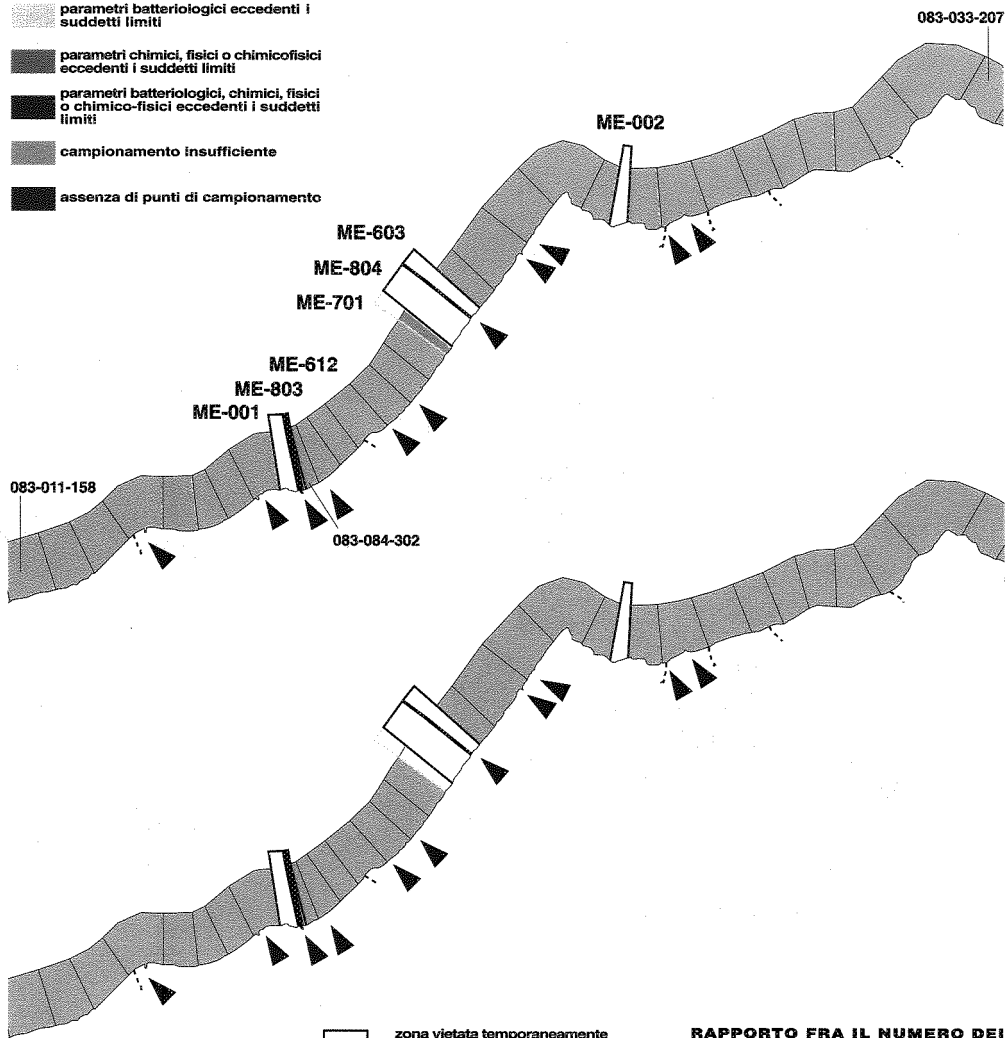 parametri batteriologici eccedenti i
suddetti limiti
parametri chimici, fisici o chimicofisici
eccedenti i suddetti limiti
parametri batteriologici, chimici, fisici
o chimico-fisici eccedenti i suddetti
limiti
campionamento insufficiente
assenza di punti di campionamento
083-033-207
ME-002
ME-603
ME-804
ME-701
ME-612
ME-803
ME-001
083-011-158
083-084-302
zona vietata temporaneamente
RAPPORTO FRA IL NUMERO DEI